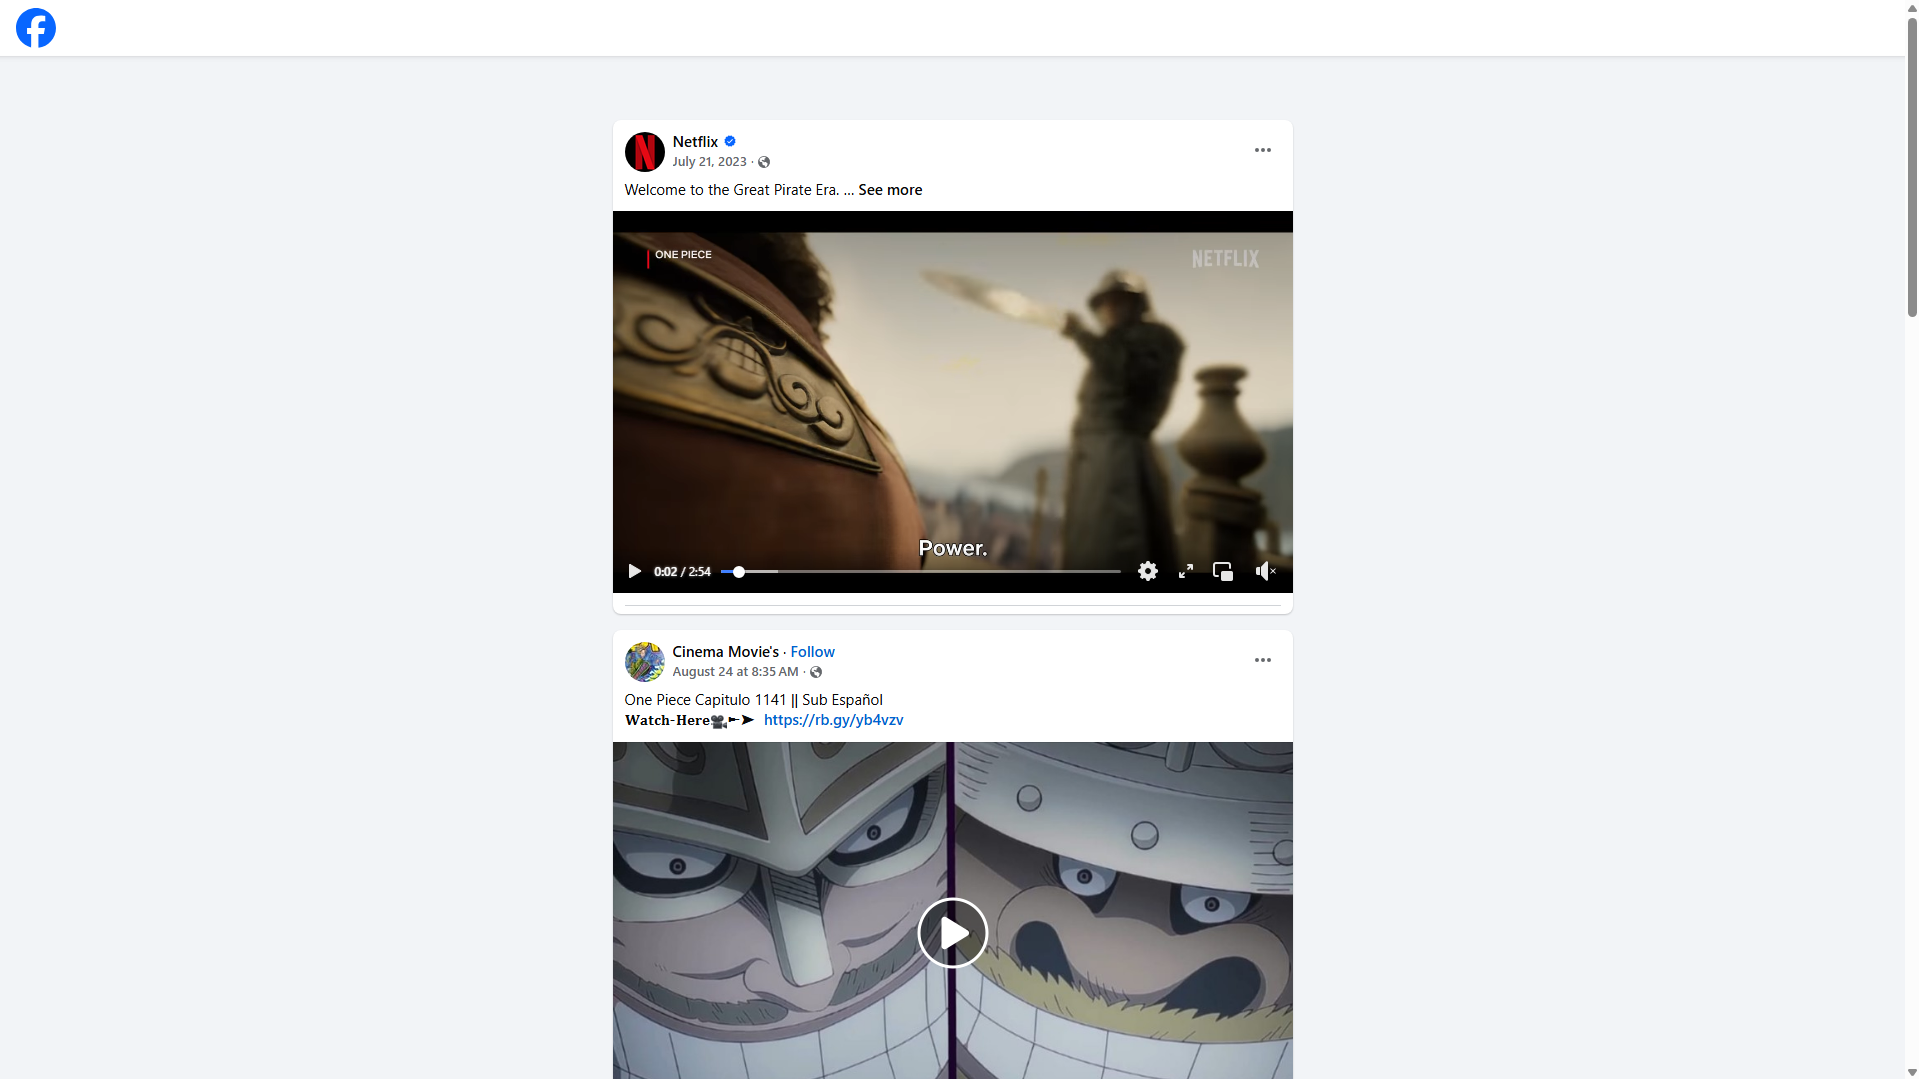 Netflix
July 21, 2023 ·
Welcome to the Great Pirate Era. ... See more
ONE PIECE
NETFLIX
Power.
0:02 / 2:54
Cinema Movie's · Follow
August 24 at 8:35 AM ·
One Piece Capitulo 1141 || Sub Español
𝐖𝐚𝐭𝐜𝐡-𝐇𝐞𝐫𝐞🎥➸➤ https://rb.gy/yb4vzv